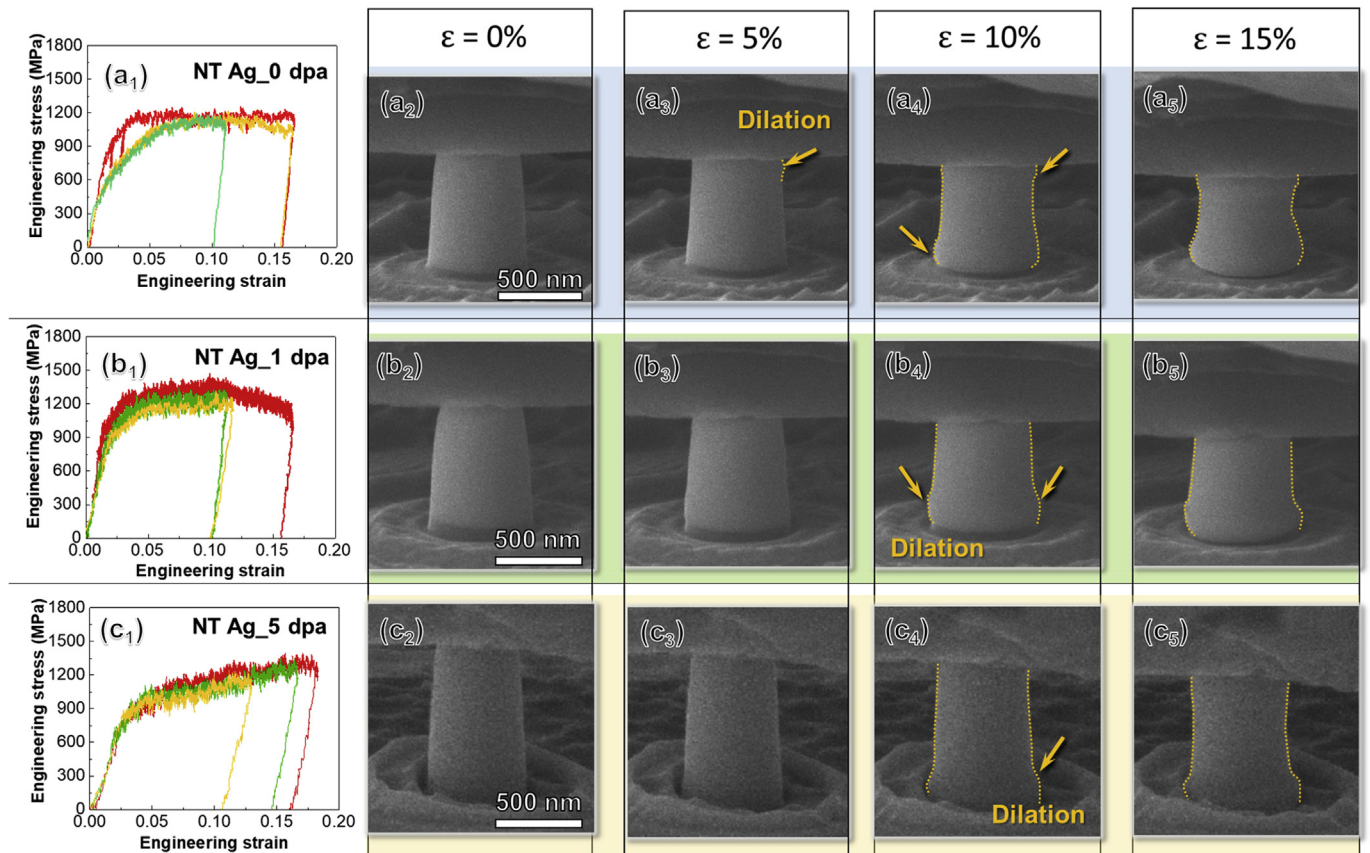 ε = 0%
ε = 5%
ε = 10%
ε = 15%
1800
1500
1200
900
600
300
0
Engineering stress (MPa)
(a₁)
NT Ag_0 dpa
0.00
0.05
0.10
0.15
0.20
Engineering strain
(a₂)
500 nm
(a₃)
Dilation
(a₄)
(a₅)
1800
1500
1200
900
600
300
0
Engineering stress (MPa)
(b₁)
NT Ag_1 dpa
0.00
0.05
0.10
0.15
0.20
Engineering strain
(b₂)
500 nm
(b₃)
(b₄)
Dilation
(b₅)
1800
1500
1200
900
600
300
0
Engineering stress (MPa)
(c₁)
NT Ag_5 dpa
0.00
0.05
0.10
0.15
0.20
Engineering strain
(c₂)
500 nm
(c₃)
(c₄)
Dilation
(c₅)